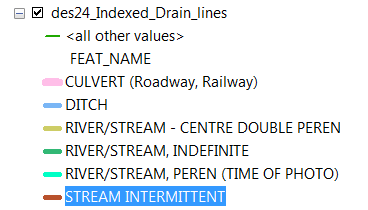 des24_Indexed_Drain_lines
<all other values>
FEAT_NAME
CULVERT (Roadway, Railway)
DITCH
RIVER/STREAM - CENTRE DOUBLE PEREN
RIVER/STREAM, INDEFINITE
RIVER/STREAM, PEREN (TIME OF PHOTO)
STREAM INTERMITTENT